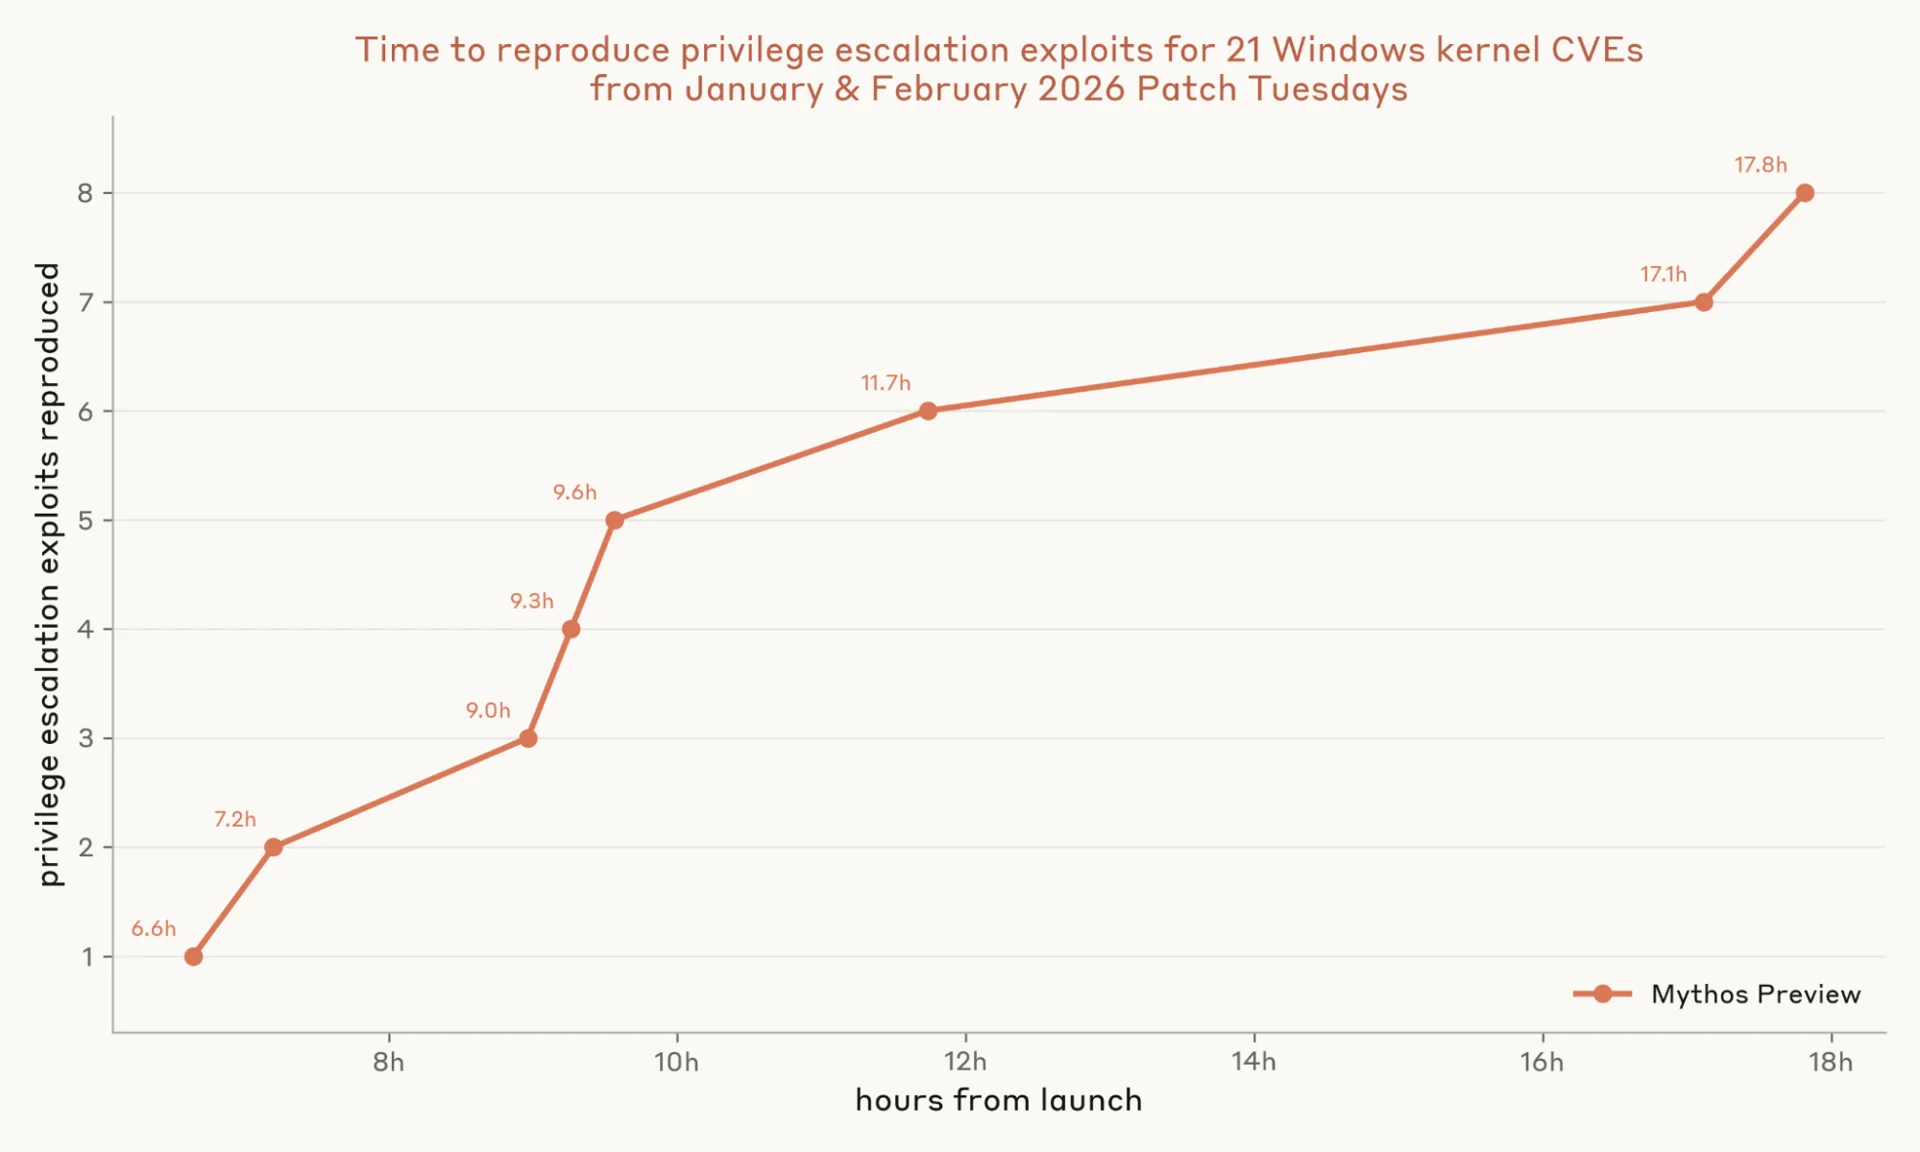 Time to reproduce privilege escalation exploits for 21 Windows kernel CVEs
from January & February 2026 Patch Tuesdays
privilege escalation exploits reproduced
8
7
6
5
4
3
2
1
17.8h
17.1h
11.7h
9.6h
9.3h
9.0h
7.2h
6.6h
Mythos Preview
8h
10h
12h
14h
16h
18h
hours from launch